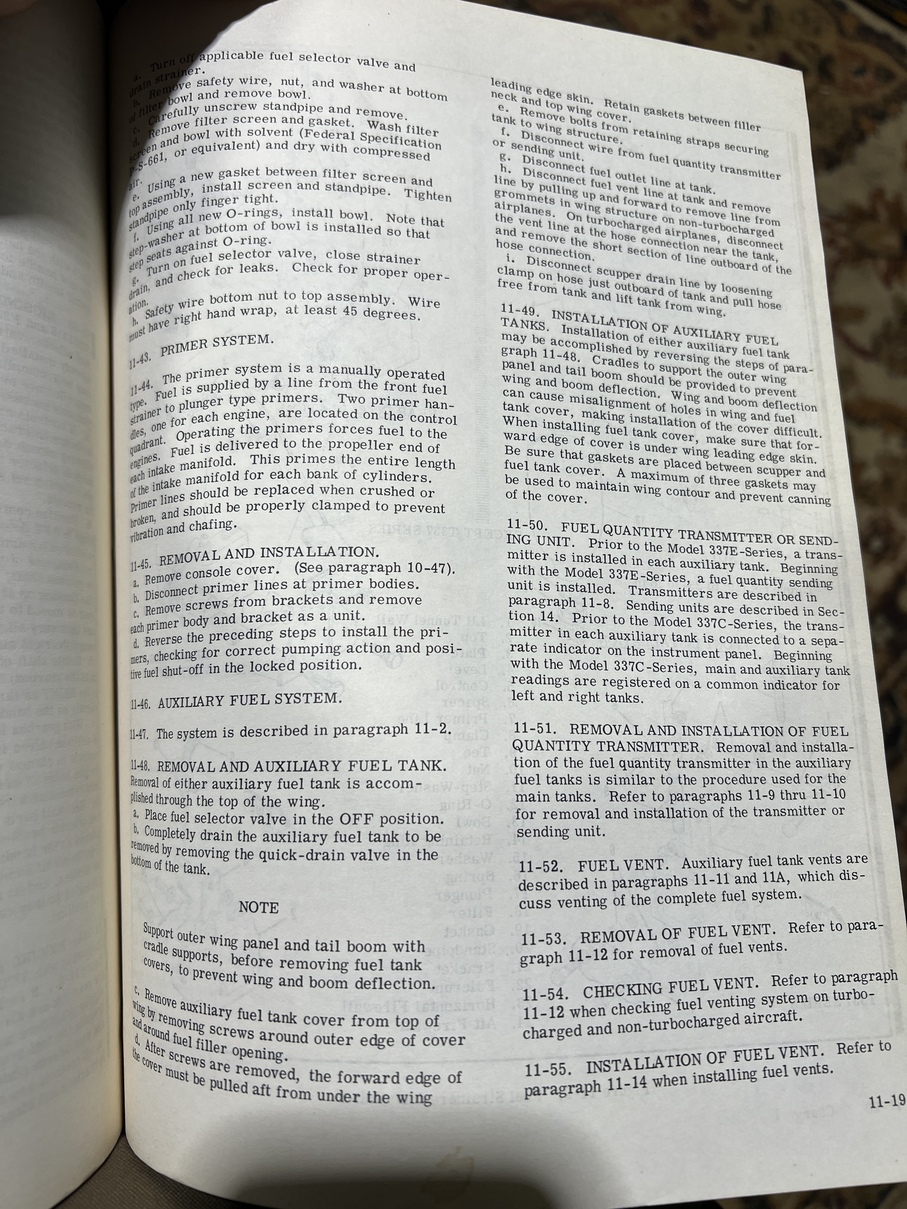 a. Turn off applicable fuel selector valve and
drain strainer.
b. Remove safety wire, nut, and washer at bottom
of filter bowl and remove bowl.
c. Carefully unscrew standpipe and remove.
d. Remove filter screen and gasket. Wash filter
screen and bowl with solvent (Federal Specification
P-S-661, or equivalent) and dry with compressed
air.
e. Using a new gasket between filter screen and
top assembly, install screen and standpipe. Tighten
standpipe only finger tight.
f. Using all new O-rings, install bowl. Note that
step-washer at bottom of bowl is installed so that
step seats against O-ring.
g. Turn on fuel selector valve, close strainer
drain, and check for leaks. Check for proper oper-
ation.
h. Safety wire bottom nut to top assembly. Wire
must have right hand wrap, at least 45 degrees.
11-43. PRIMER SYSTEM.
11-44. The primer system is a manually operated
type. Fuel is supplied by a line from the front fuel
strainer to plunger type primers. Two primer han-
dles, one for each engine, are located on the control
quadrant. Operating the primers forces fuel to the
engines. Fuel is delivered to the propeller end of
each intake manifold. This primes the entire length
of the intake manifold for each bank of cylinders.
Primer lines should be replaced when crushed or
broken, and should be properly clamped to prevent
vibration and chafing.
11-45. REMOVAL AND INSTALLATION.
a. Remove console cover. (See paragraph 10-47).
b. Disconnect primer lines at primer bodies.
c. Remove screws from brackets and remove
each primer body and bracket as a unit.
d. Reverse the preceding steps to install the pri-
mers, checking for correct pumping action and posi-
tive fuel shut-off in the locked position.
11-46. AUXILIARY FUEL SYSTEM.
11-47. The system is described in paragraph 11-2.
11-48. REMOVAL AND AUXILIARY FUEL TANK.
Removal of either auxiliary fuel tank is accom-
plished through the top of the wing.
a. Place fuel selector valve in the OFF position.
b. Completely drain the auxiliary fuel tank to be
removed by removing the quick-drain valve in the
bottom of the tank.
NOTE
Support outer wing panel and tail boom with
cradle supports, before removing fuel tank
covers, to prevent wing and boom deflection.
c. Remove auxiliary fuel tank cover from top of
wing by removing screws around outer edge of cover
and around fuel filler opening.
d. After screws are removed, the forward edge of
the cover must be pulled aft from under the wing
leading edge skin. Retain gaskets between filler
neck and top wing cover.
e. Remove bolts from retaining straps securing
tank to wing structure.
f. Disconnect wire from fuel quantity transmitter
or sending unit.
g. Disconnect fuel outlet line at tank.
h. Disconnect fuel vent line at tank and remove
line by pulling up and forward to remove line from
grommets in wing structure on non-turbocharged
airplanes. On turbocharged airplanes, disconnect
the vent line at the hose connection near the tank,
and remove the short section of line outboard of the
hose connection.
i. Disconnect scupper drain line by loosening
clamp on hose just outboard of tank and pull hose
free from tank and lift tank from wing.
11-49. INSTALLATION OF AUXILIARY FUEL
TANKS. Installation of either auxiliary fuel tank
may be accomplished by reversing the steps of para-
graph 11-48. Cradles to support the outer wing
panel and tail boom should be provided to prevent
wing and boom deflection. Wing and boom deflection
can cause misalignment of holes in wing and fuel
tank cover, making installation of the cover difficult.
When installing fuel tank cover, make sure that for-
ward edge of cover is under wing leading edge skin.
Be sure that gaskets are placed between scupper and
fuel tank cover. A maximum of three gaskets may
be used to maintain wing contour and prevent canning
of the cover.
11-50. FUEL QUANTITY TRANSMITTER OR SEND-
ING UNIT. Prior to the Model 337E-Series, a trans-
mitter is installed in each auxiliary tank. Beginning
with the Model 337E-Series, a fuel quantity sending
unit is installed. Transmitters are described in
paragraph 11-8. Sending units are described in Sec-
tion 14. Prior to the Model 337C-Series, the trans-
mitter in each auxiliary tank is connected to a sepa-
rate indicator on the instrument panel. Beginning
with the Model 337C-Series, main and auxiliary tank
readings are registered on a common indicator for
left and right tanks.
11-51. REMOVAL AND INSTALLATION OF FUEL
QUANTITY TRANSMITTER. Removal and installa-
tion of the fuel quantity transmitter in the auxiliary
fuel tanks is similar to the procedure used for the
main tanks. Refer to paragraphs 11-9 thru 11-10
for removal and installation of the transmitter or
sending unit.
11-52. FUEL VENT. Auxiliary fuel tank vents are
described in paragraphs 11-11 and 11A, which dis-
cuss venting of the complete fuel system.
11-53. REMOVAL OF FUEL VENT. Refer to para-
graph 11-12 for removal of fuel vents.
11-54. CHECKING FUEL VENT. Refer to paragraph
11-12 when checking fuel venting system on turbo-
charged and non-turbocharged aircraft.
11-55. INSTALLATION OF FUEL VENT. Refer to
paragraph 11-14 when installing fuel vents.
11-19